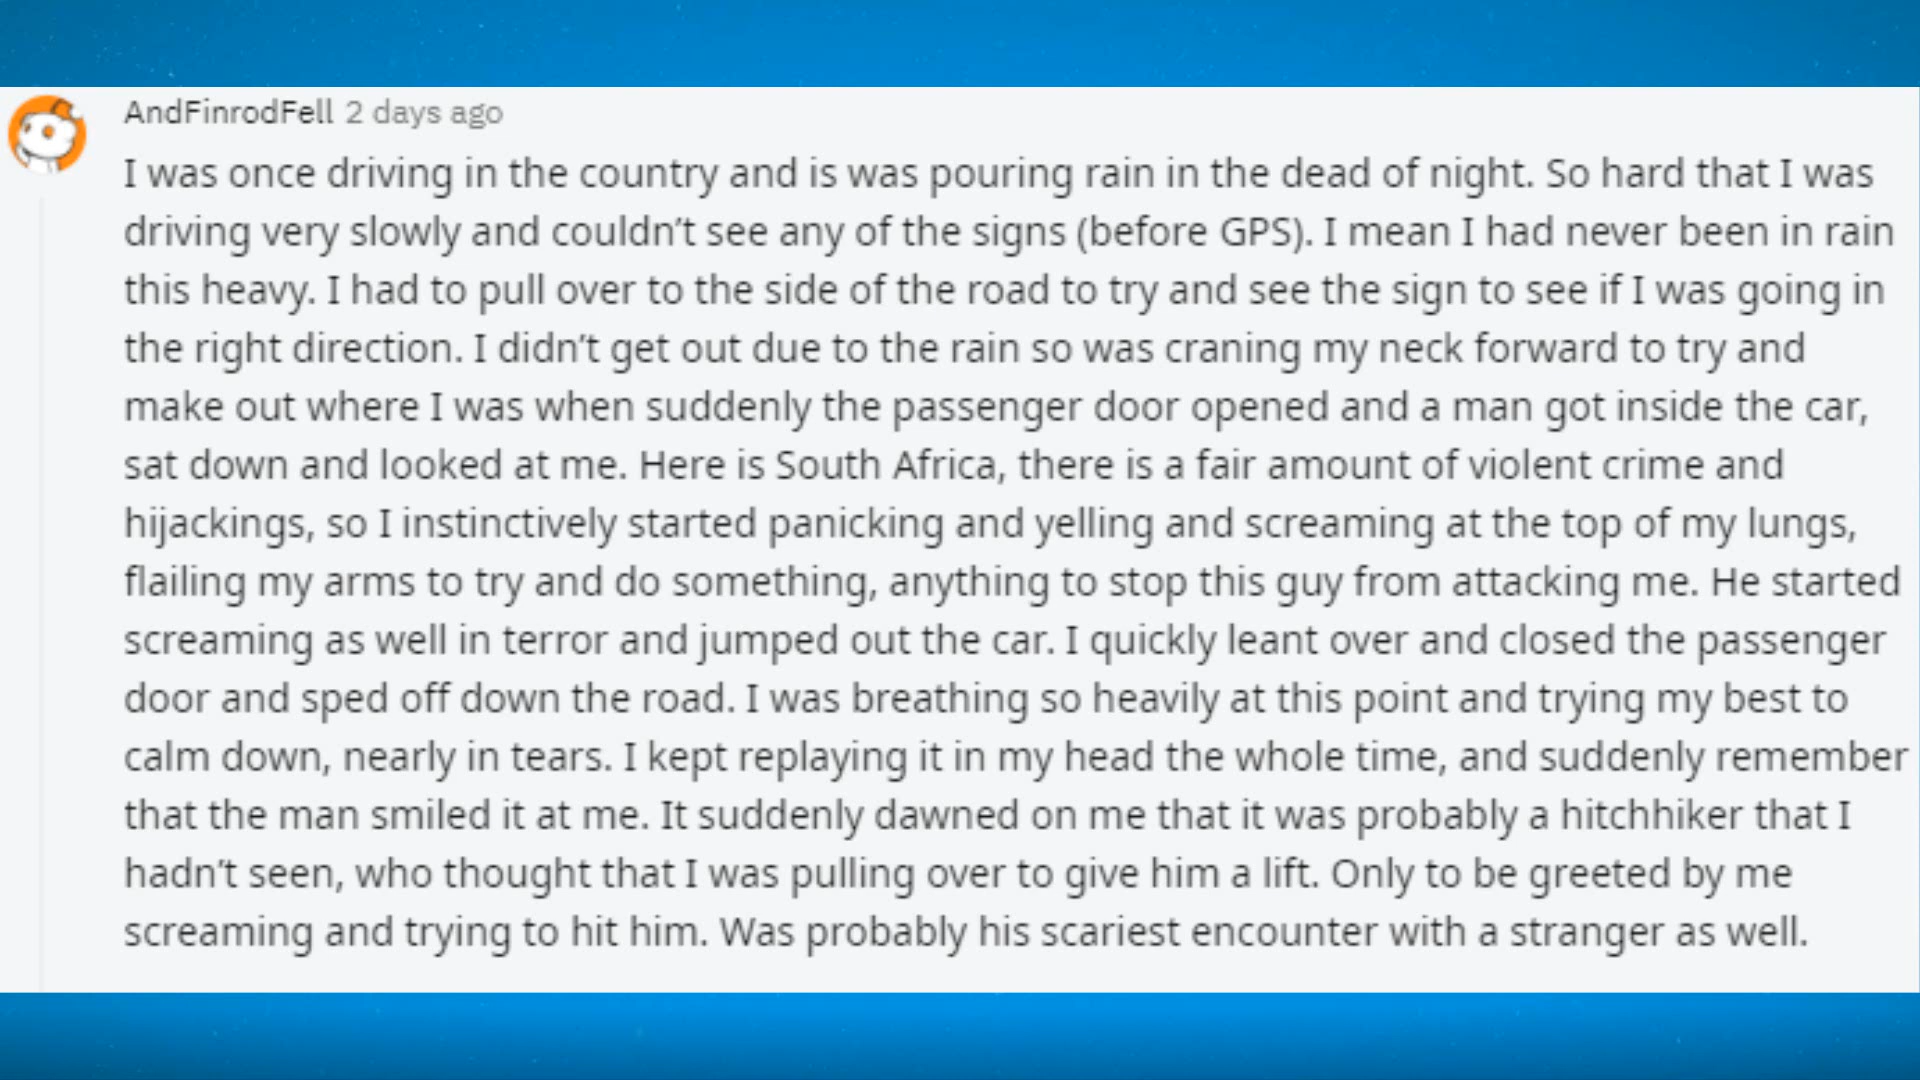 AndFinrodFell 2 days ago
I was once driving in the country and is was pouring rain in the dead of night. So hard that I was
driving very slowly and couldn’t see any of the signs (before GPS). I mean I had never been in rain
this heavy. I had to pull over to the side of the road to try and see the sign to see if I was going in
the right direction. I didn’t get out due to the rain so was craning my neck forward to try and
make out where I was when suddenly the passenger door opened and a man got inside the car,
sat down and looked at me. Here is South Africa, there is a fair amount of violent crime and
hijackings, so I instinctively started panicking and yelling and screaming at the top of my lungs,
flailing my arms to try and do something, anything to stop this guy from attacking me. He started
screaming as well in terror and jumped out the car. I quickly leant over and closed the passenger
door and sped off down the road. I was breathing so heavily at this point and trying my best to
calm down, nearly in tears. I kept replaying it in my head the whole time, and suddenly remember
that the man smiled it at me. It suddenly dawned on me that it was probably a hitchhiker that I
hadn’t seen, who thought that I was pulling over to give him a lift. Only to be greeted by me
screaming and trying to hit him. Was probably his scariest encounter with a stranger as well.